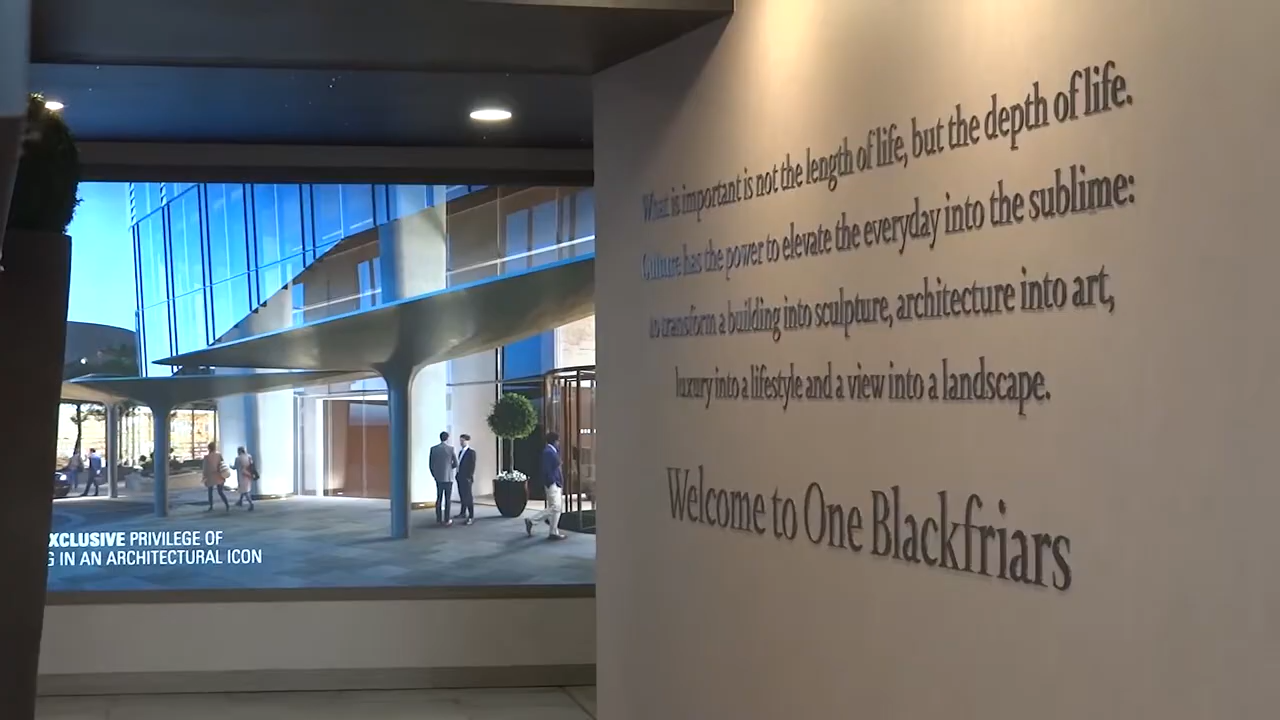 What is important is not the length of life, but the depth of life.
Culture has the power to elevate the everyday into the sublime:
to transform a building into sculpture, architecture into art,
luxury into a lifestyle and a view into a landscape.
Welcome to One Blackfriars
XCLUSIVE PRIVILEGE OF
G IN AN ARCHITECTURAL ICON